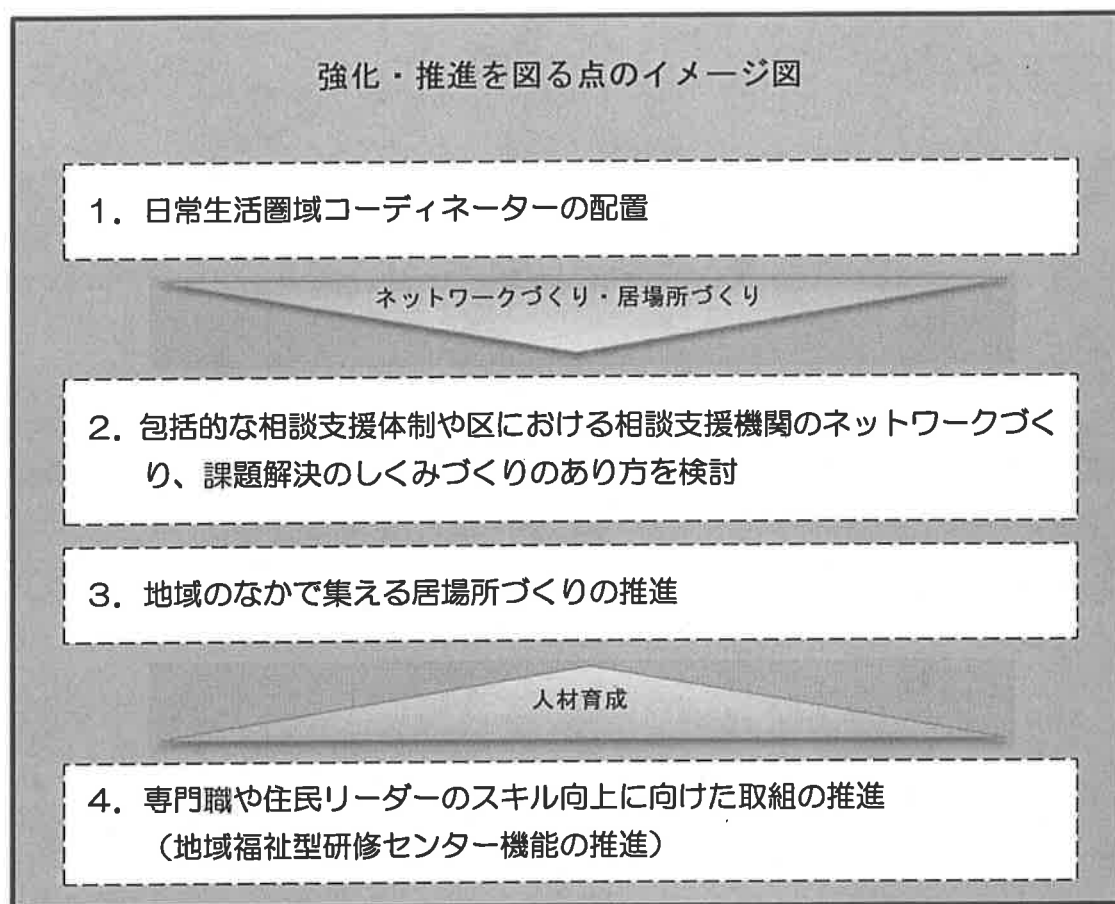 強化・推進を図る点のイメージ図
１．日常生活圏域コーディネーターの配置
ネットワークづくり・居場所づくり
２．包括的な相談支援体制や区における相談支援機関のネットワークづく
り、課題解決のしくみづくりのあり方を検討
３．地域のなかで集える居場所づくりの推進
人材育成
４．専門職や住民リーダーのスキル向上に向けた取組の推進
（地域福祉型研修センター機能の推進）